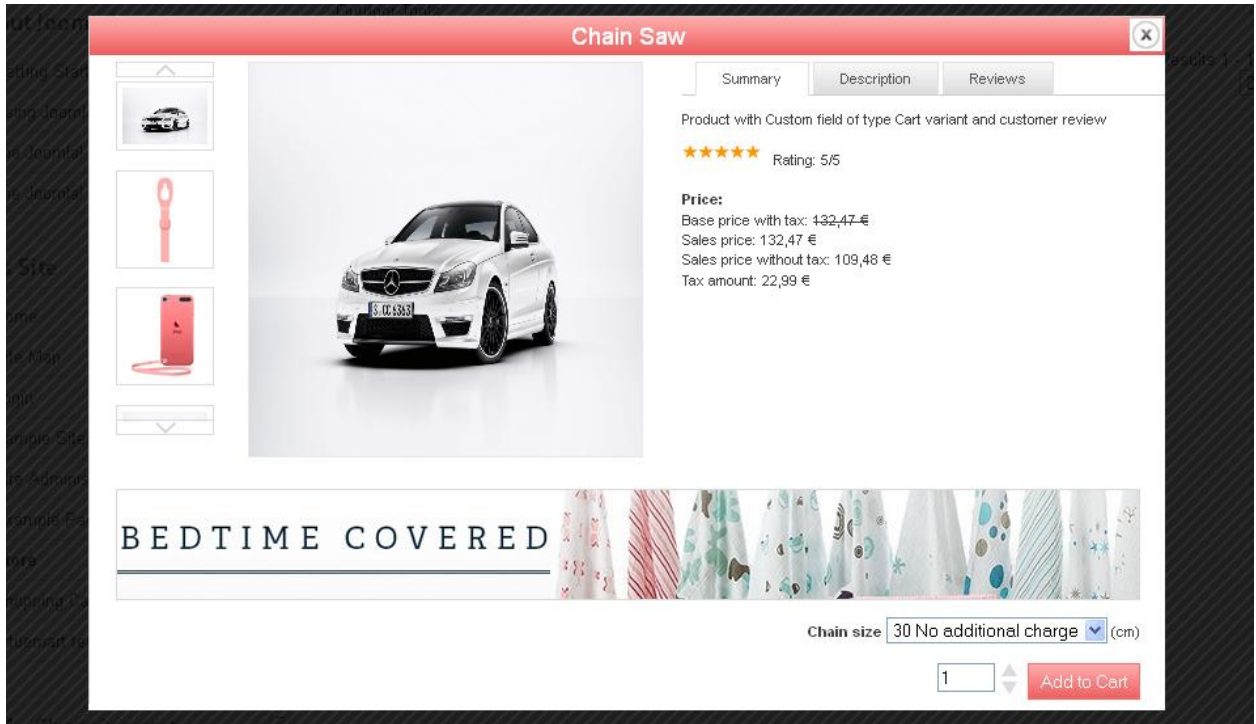 Chain Saw
x
Summary
Description
Reviews
Product with Custom field of type Cart variant and customer review
Rating: 5/5
Price:
Base price with tax: 132,47 €
Sales price: 132,47 €
Sales price without tax: 109,48 €
Tax amount: 22,99 €
S·CC 6363
BEDTIME COVERED
Chain size 30 No additional charge (cm)
1
Add to Cart